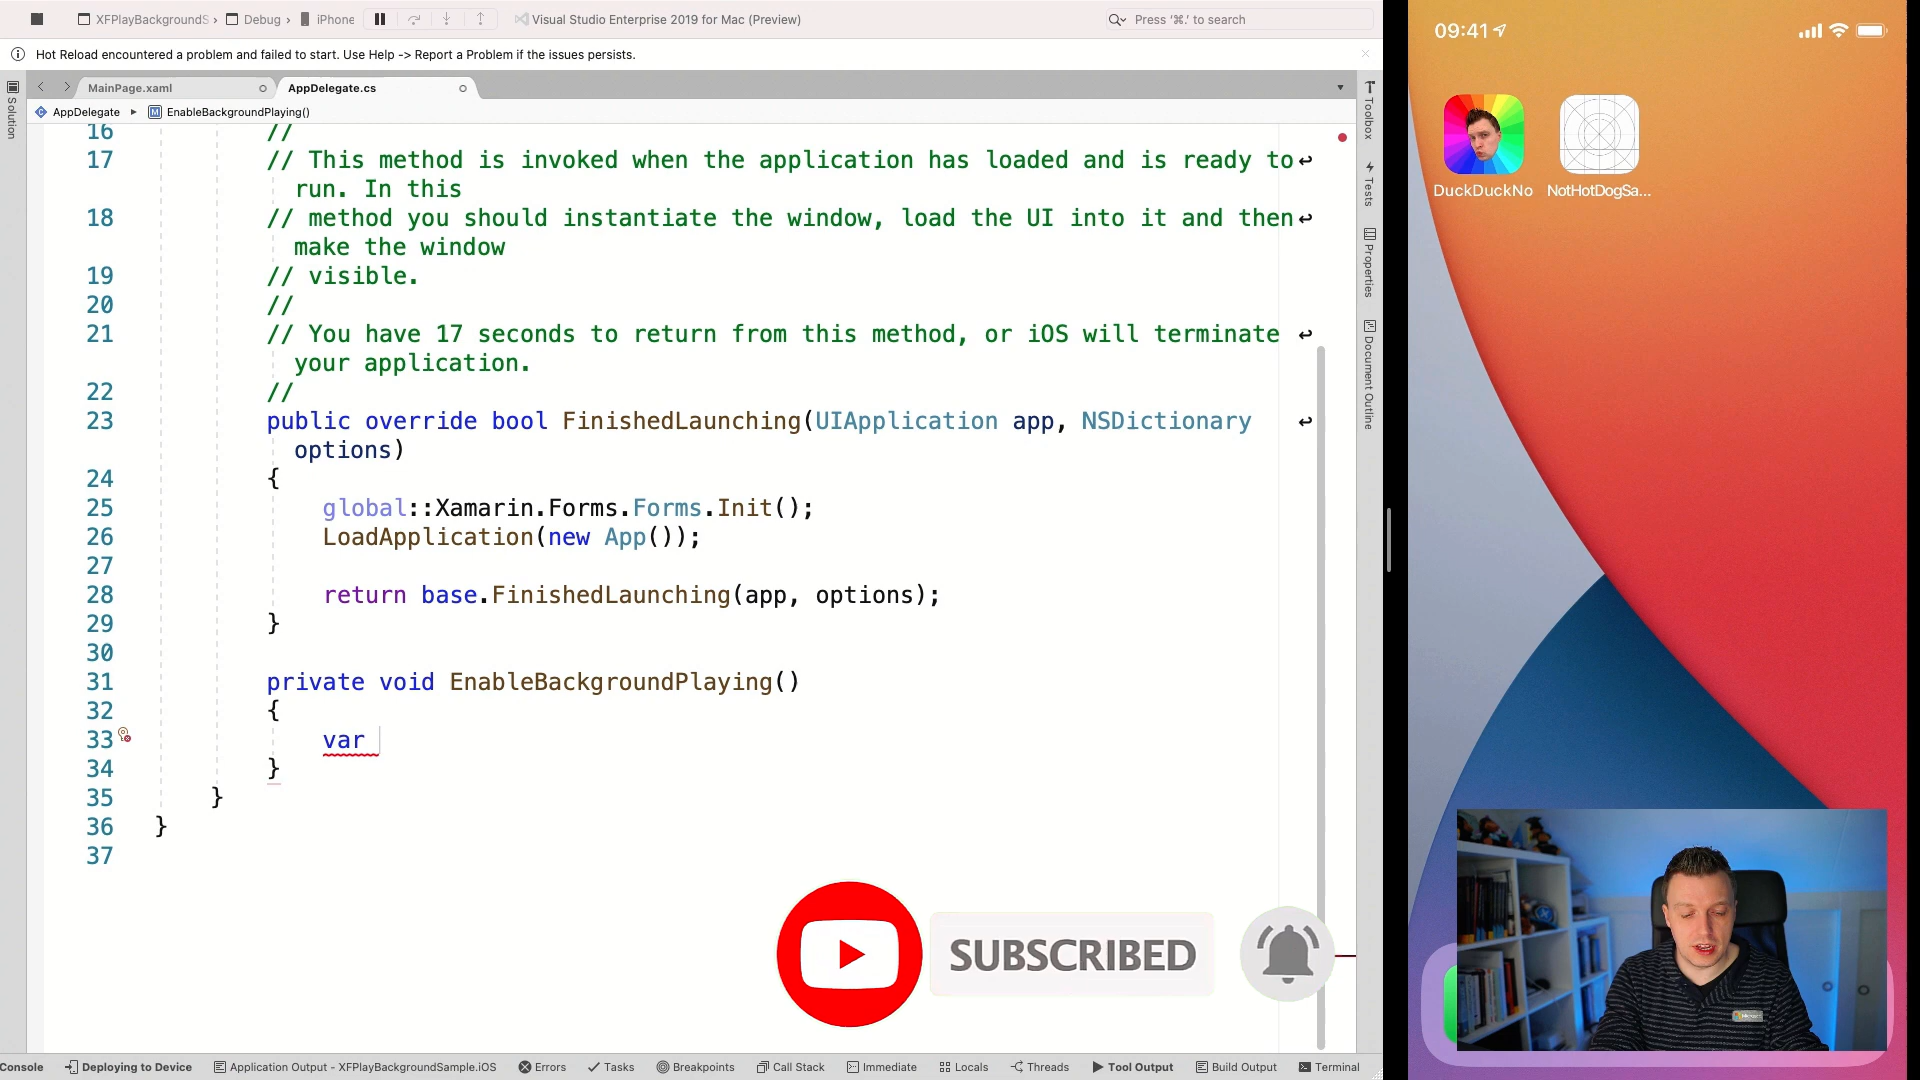 XFPlayBackgroundS › Debug › iPhone Visual Studio Enterprise 2019 for Mac (Preview) Press '⌘.' to search
Hot Reload encountered a problem and failed to start. Use Help -> Report a Problem if the issues persists.
MainPage.xaml AppDelegate.cs
AppDelegate EnableBackgroundPlaying()
Solution
Toolbox
Tests
Properties
Document Outline
16 //
17 // This method is invoked when the application has loaded and is ready to
run. In this
18 // method you should instantiate the window, load the UI into it and then
make the window
19 // visible.
20 //
21 // You have 17 seconds to return from this method, or iOS will terminate
your application.
22 //
23 public override bool FinishedLaunching(UIApplication app, NSDictionary
options)
24 {
25 global::Xamarin.Forms.Forms.Init();
26 LoadApplication(new App());
27
28 return base.FinishedLaunching(app, options);
29 }
30
31 private void EnableBackgroundPlaying()
32 {
33 var
34 }
35 }
36 }
37
SUBSCRIBED
Console Deploying to Device Application Output - XFPlayBackgroundSample.iOS Errors Tasks Breakpoints Call Stack Immediate Locals Threads Tool Output Build Output Terminal
09:41
DuckDuckNo NotHotDogSa...